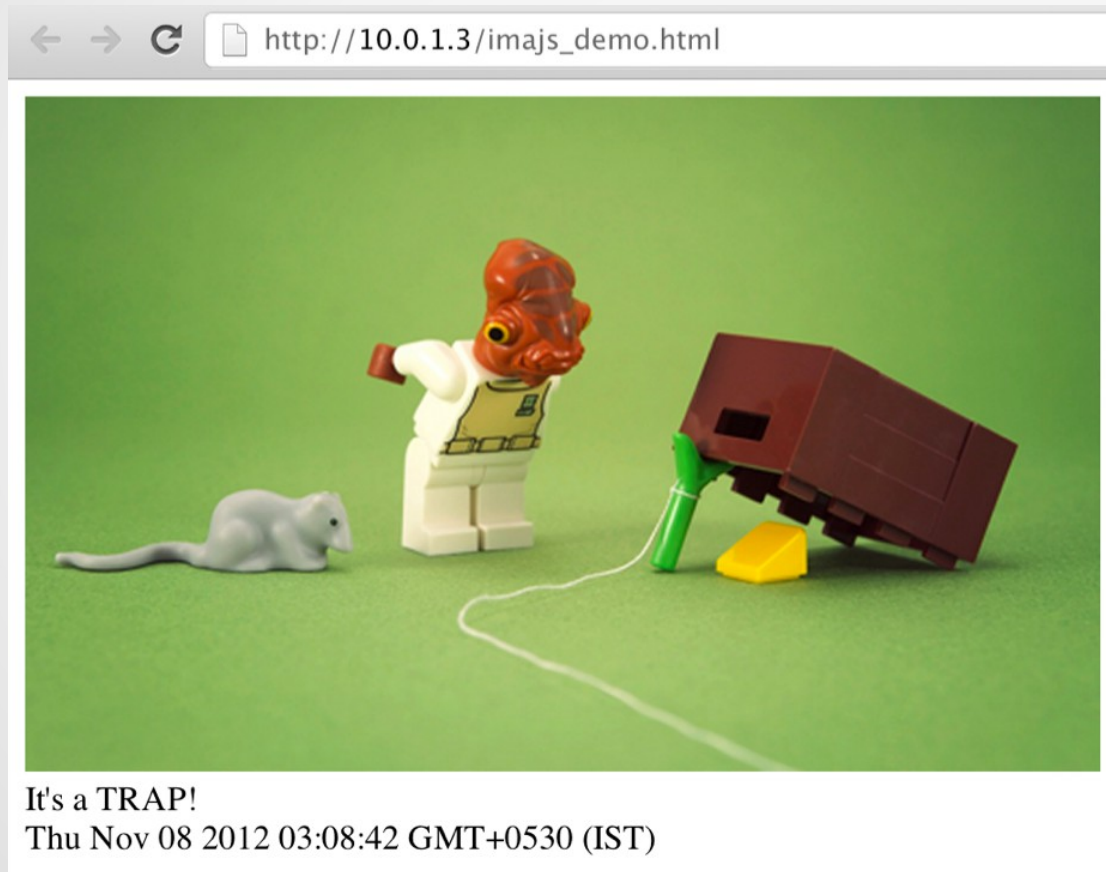 http://10.0.1.3/imajs_demo.html
It's a TRAP!
Thu Nov 08 2012 03:08:42 GMT+0530 (IST)